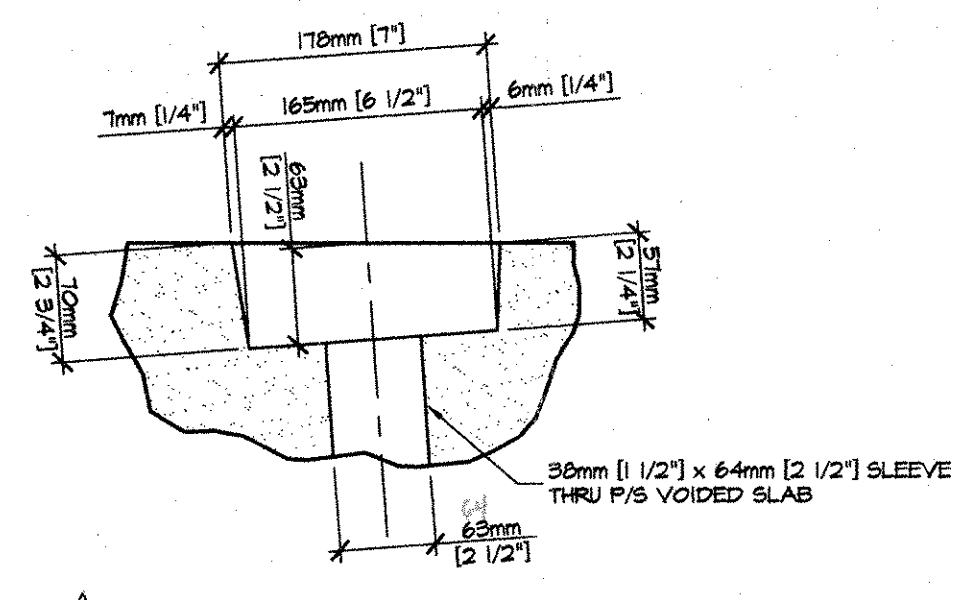 178mm [7"]
7mm [1/4"]
165mm [6 1/2"]
6mm [1/4"]
63mm
[2 1/2"]
57mm
[2 1/4"]
70mm
[2 3/4"]
38mm [1 1/2"] x 64mm [2 1/2"] SLEEVE
THRU P/S VOIDED SLAB
64
63mm
[2 1/2"]